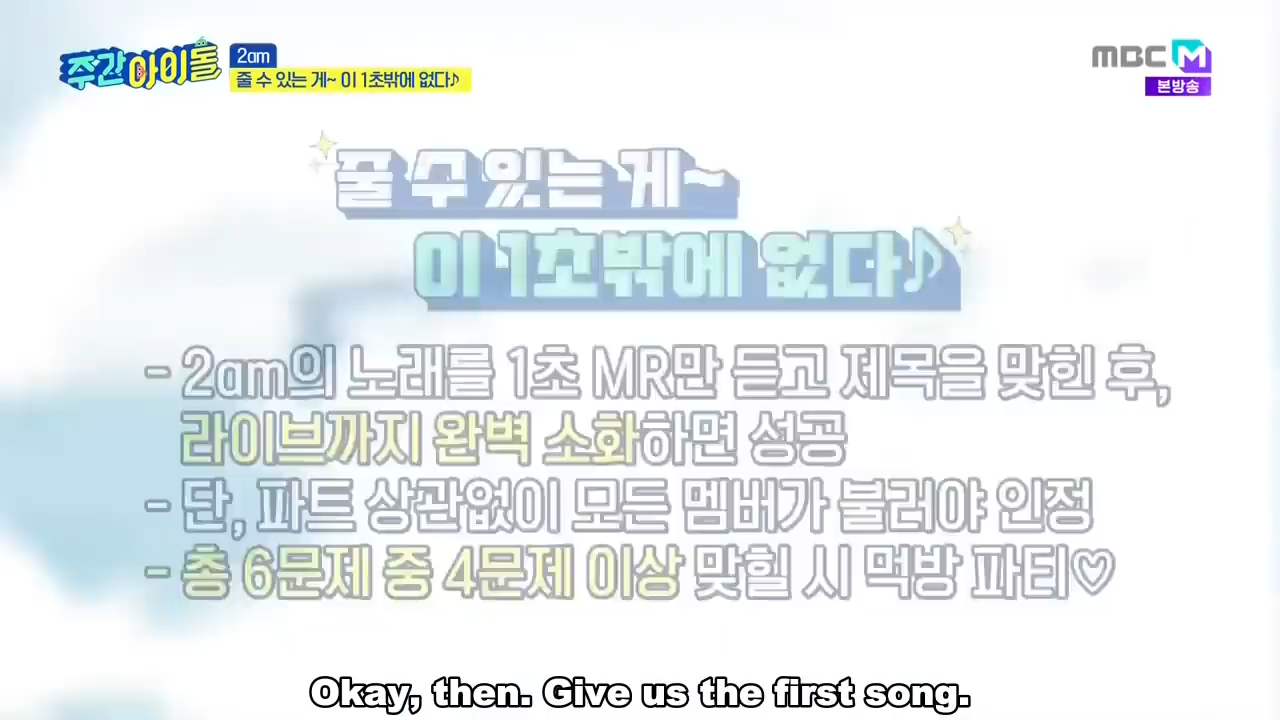 주간아이돌
2am
줄 수 있는 게~ 이 1초밖에 없다♪
MBC M
본방송
줄 수 있는 게~
이 1초밖에 없다♪
- 2am의 노래를 1초 MR만 듣고 제목을 맞힌 후,
라이브까지 완벽 소화하면 성공
- 단, 파트 상관없이 모든 멤버가 불러야 인정
- 총 6문제 중 4문제 이상 맞힐 시 먹방 파티♡
Okay, then. Give us the first song.